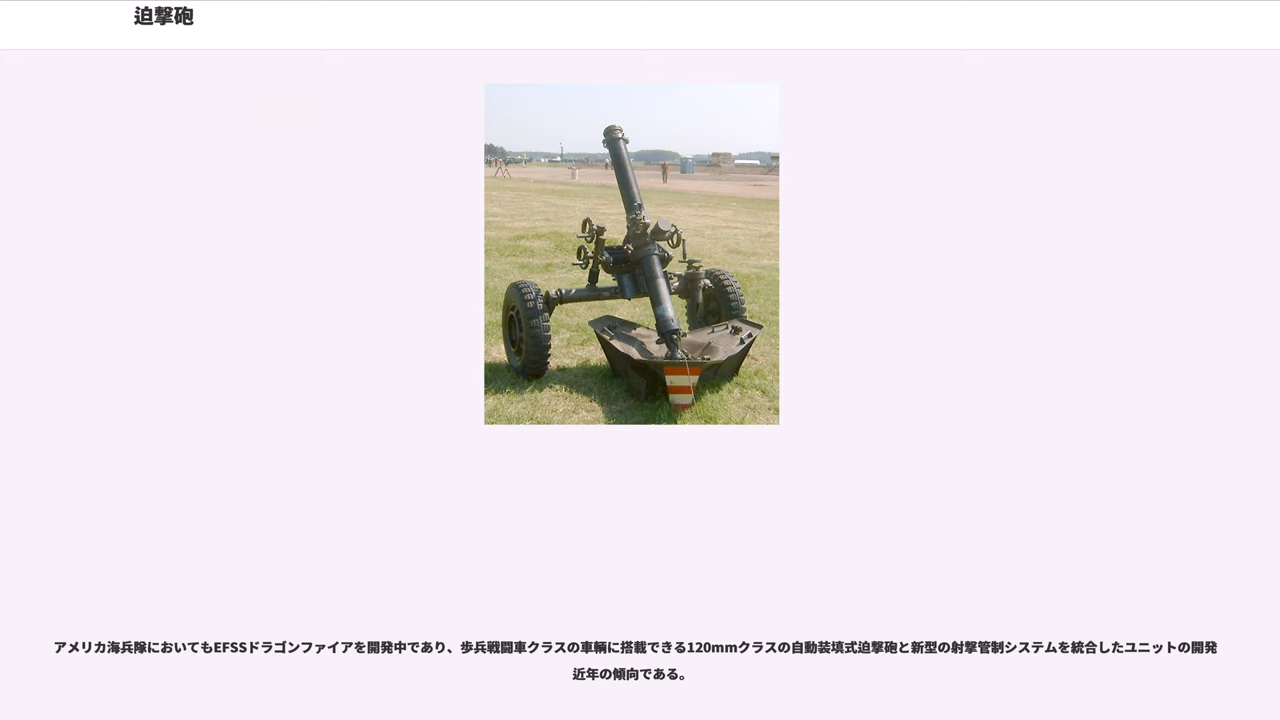 迫撃砲
アメリカ海兵隊においてもEFSSドラゴンファイアを開発中であり、歩兵戦闘車クラスの車輌に搭載できる120mmクラスの自動装填式迫撃砲と新型の射撃管制システムを統合したユニットの開発
近年の傾向である。